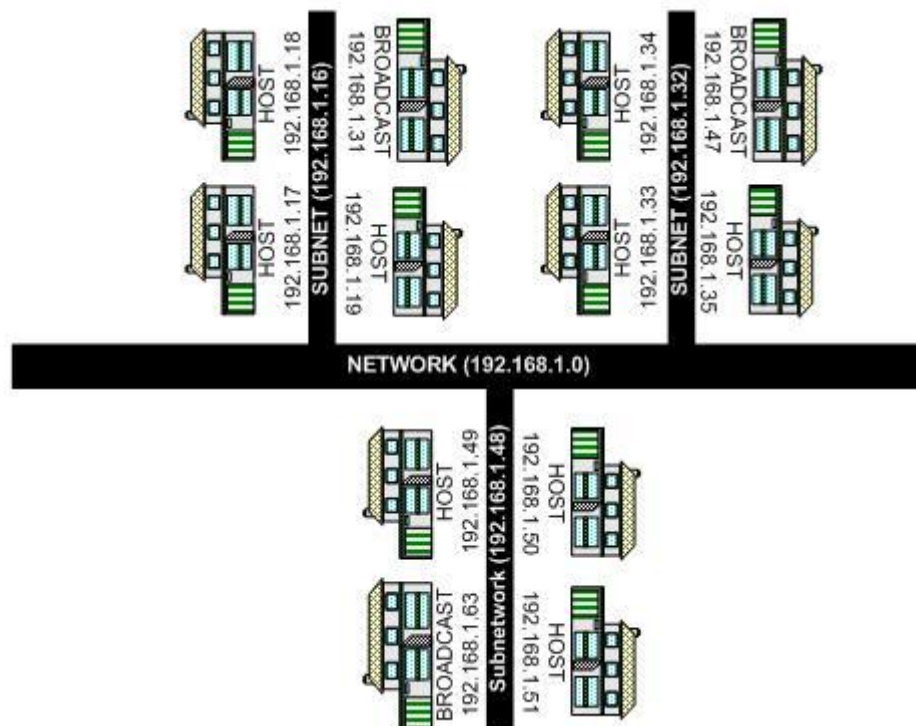 HOST
192.168.1.18
SUBNET (192.168.1.16)
BROADCAST
192.168.1.31
HOST
192.168.1.17
HOST
192.168.1.19
HOST
192.168.1.34
SUBNET (192.168.1.32)
BROADCAST
192.168.1.47
HOST
192.168.1.33
HOST
192.168.1.35
NETWORK (192.168.1.0)
HOST
192.168.1.49
Subnetwork (192.168.1.48)
HOST
192.168.1.50
BROADCAST
192.168.1.63
HOST
192.168.1.51